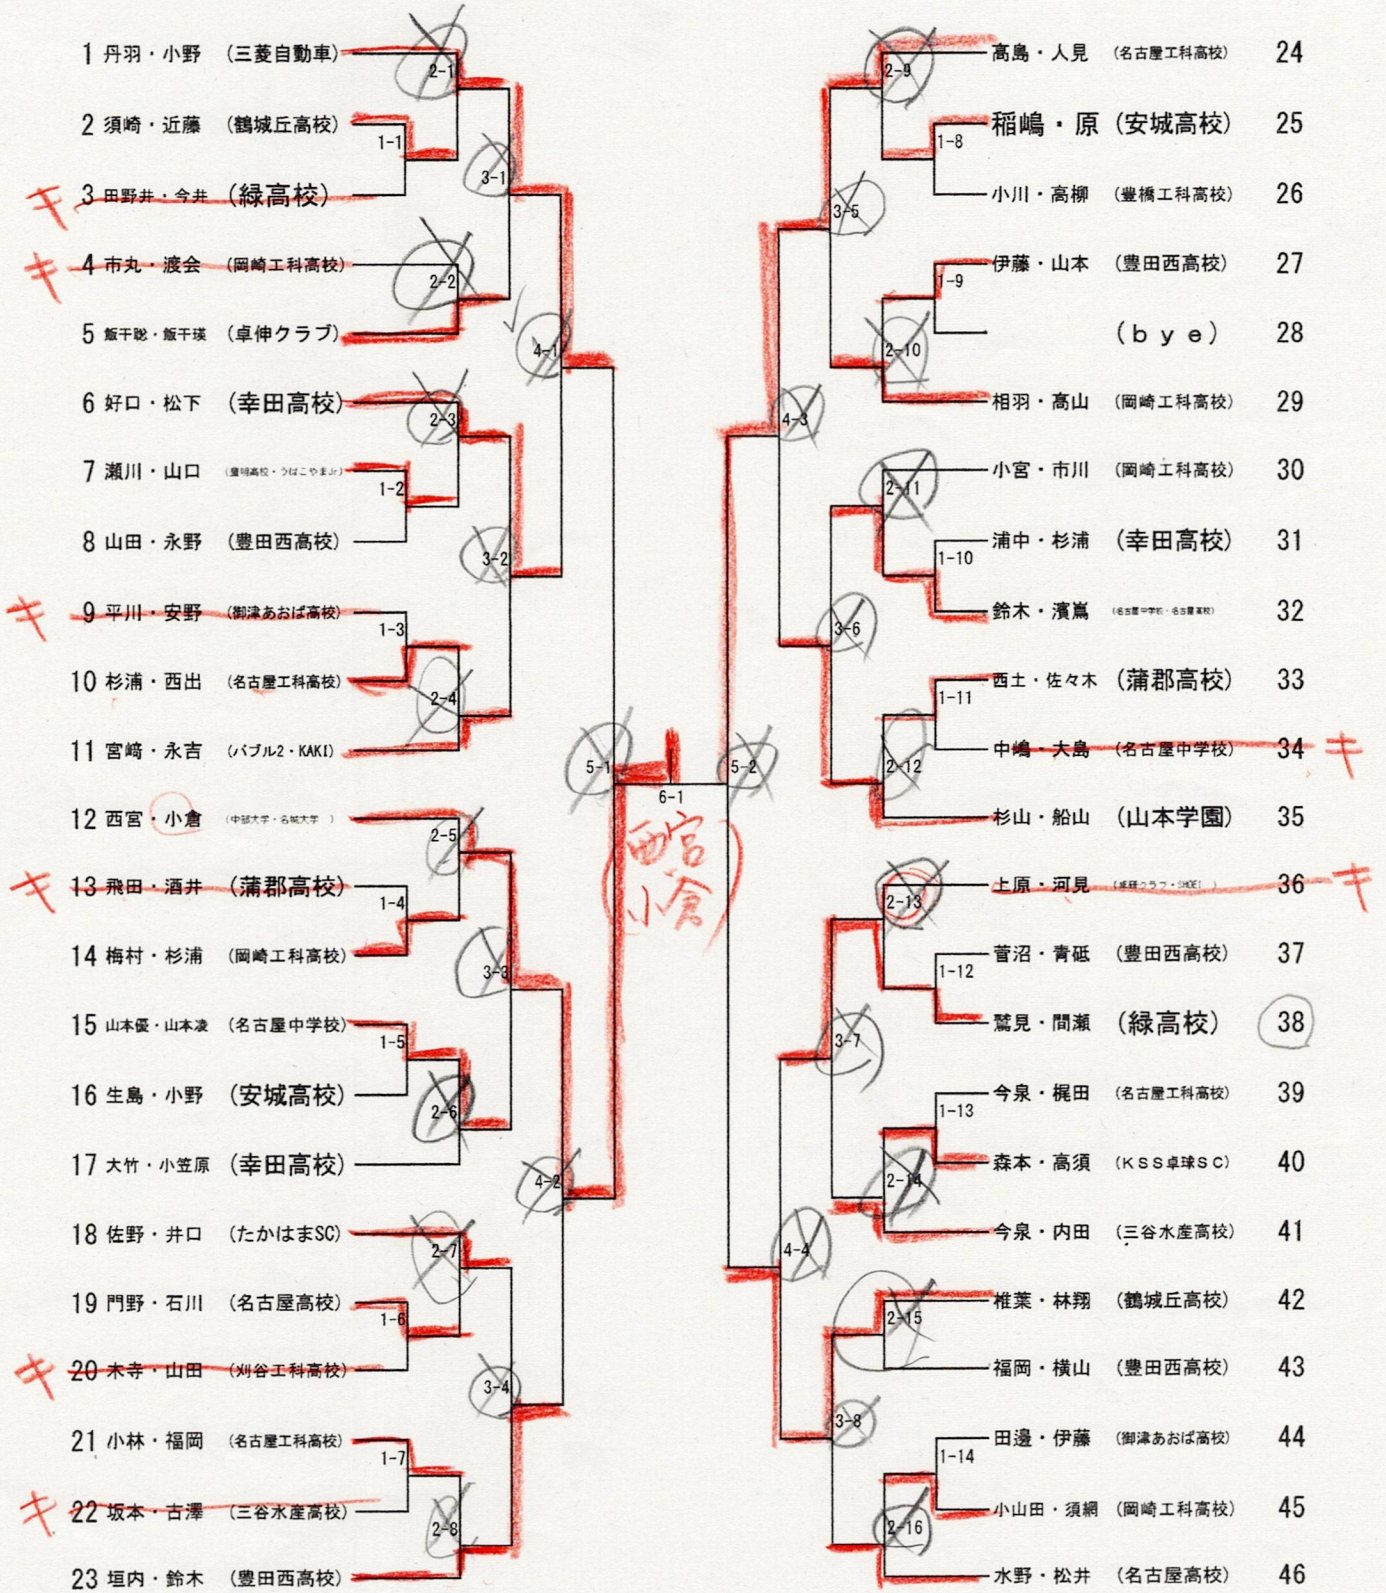 1 丹羽・小野 (三菱自動車)
2 須崎・近藤 (鶴城丘高校)
キ 3 田野井・今井 (緑高校)
キ 4 市丸・渡会 (岡崎工科高校)
5 飯干聡・飯干瑛 (卓伸クラブ)
6 好口・松下 (幸田高校)
7 瀬川・山口 (豊明高校・うばこやまJr)
8 山田・永野 (豊田西高校)
キ 9 平川・安野 (御津あおば高校)
10 杉浦・西出 (名古屋工科高校)
11 宮﨑・永吉 (バブル2・KAKI)
12 西宮・小倉 (中部大学・名城大学)
キ 13 飛田・酒井 (蒲郡高校)
14 梅村・杉浦 (岡崎工科高校)
15 山本優・山本凌 (名古屋中学校)
16 生島・小野 (安城高校)
17 大竹・小笠原 (幸田高校)
18 佐野・井口 (たかはまSC)
19 門野・石川 (名古屋高校)
キ 20 木寺・山田 (刈谷工科高校)
21 小林・福岡 (名古屋工科高校)
キ 22 坂本・古澤 (三谷水産高校)
23 垣内・鈴木 (豊田西高校)
1-1
1-2
1-3
1-4
1-5
1-6
1-7
2-1
2-2
2-3
2-4
2-5
2-6
2-7
2-8
3-1
3-2
3-3
3-4
4-1
4-2
5-1
6-1
(西宮
小倉)
5-2
4-3
4-4
3-5
3-6
3-7
3-8
2-9
2-10
2-11
2-12
2-13
2-14
2-15
2-16
1-8
1-9
1-10
1-11
1-12
1-13
1-14
高島・人見 (名古屋工科高校) 24
稲嶋・原 (安城高校) 25
小川・高柳 (豊橋工科高校) 26
伊藤・山本 (豊田西高校) 27
(bye) 28
相羽・髙山 (岡崎工科高校) 29
小宮・市川 (岡崎工科高校) 30
浦中・杉浦 (幸田高校) 31
鈴木・濱嶌 (名古屋中学校・名古屋高校) 32
西土・佐々木 (蒲郡高校) 33
中嶋・大島 (名古屋中学校) 34 キ
杉山・船山 (山本学園) 35
上原・河見 (卓研クラブ・SHOEI) 36 キ
菅沼・青砥 (豊田西高校) 37
鷲見・間瀬 (緑高校) 38
今泉・梶田 (名古屋工科高校) 39
森本・高須 (KSS卓球SC) 40
今泉・内田 (三谷水産高校) 41
椎葉・林翔 (鶴城丘高校) 42
福岡・横山 (豊田西高校) 43
田邊・伊藤 (御津あおば高校) 44
小山田・須網 (岡崎工科高校) 45
水野・松井 (名古屋高校) 46